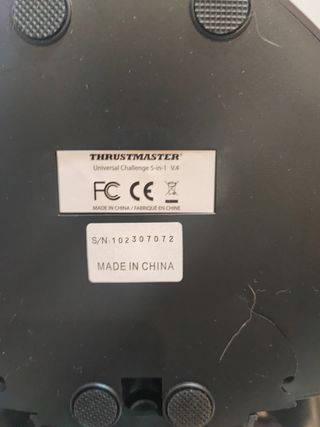 THRUSTMASTER®
Universal Challenge 5-in-1 V.4
FC CE
MADE IN CHINA / FABRIQUÉ EN CHINE
S/N:102307072
MADE IN CHINA